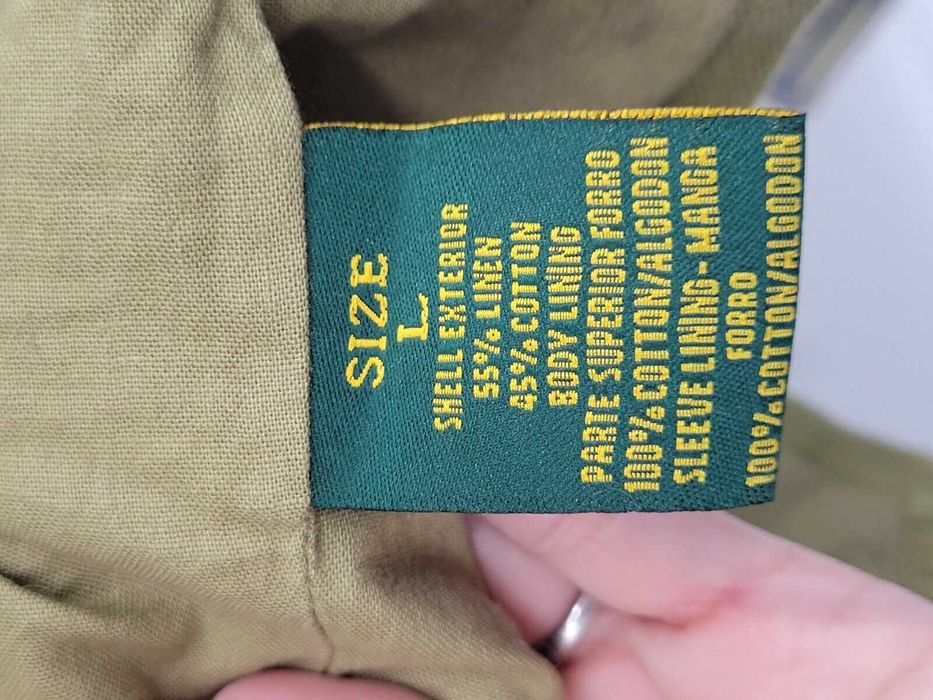 SIZE
L
SHELL EXTERIOR
55% LINEN
45% COTTON
BODY LINING
PARTE SUPERIOR FORRO
100% COTTON/ALGODON
SLEEVE LINING-MANGA
FORRO
100% COTTON/ALGODON